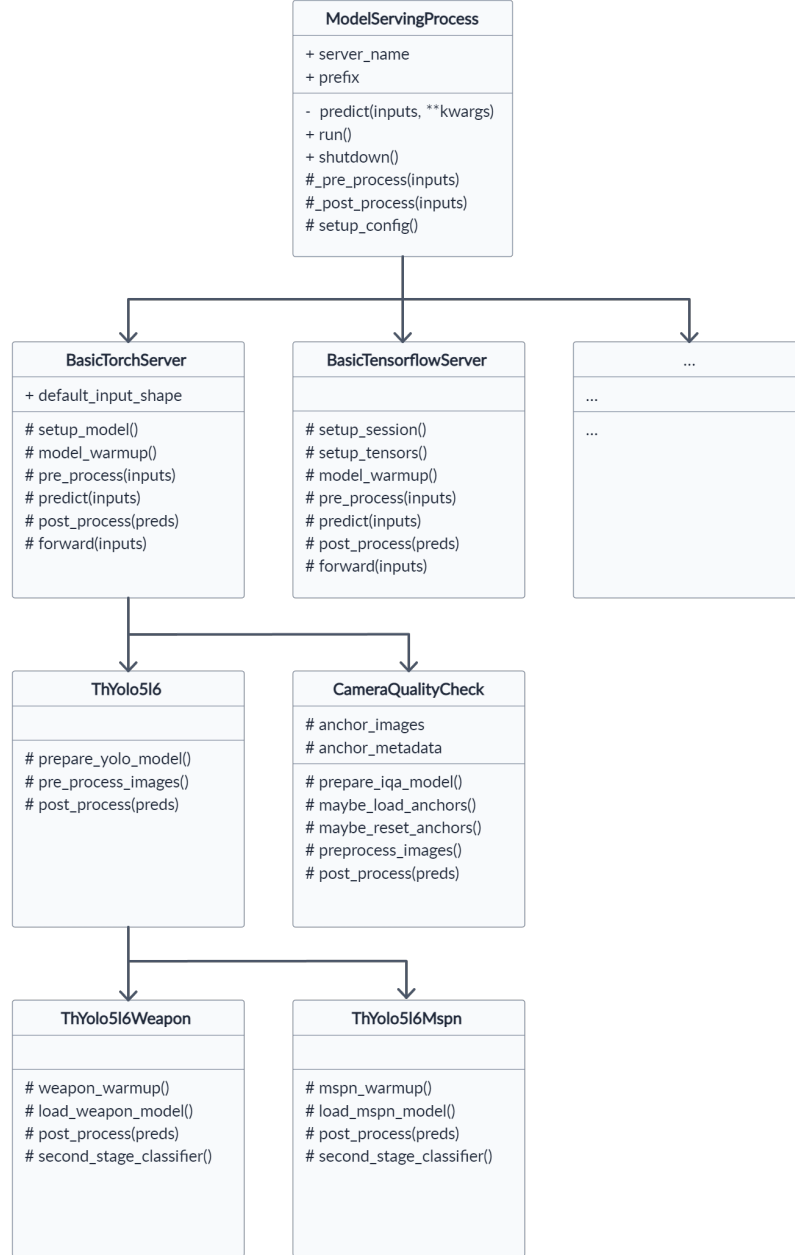 ModelServingProcess
+ server_name
+ prefix
- predict(inputs, **kwargs)
+ run()
+ shutdown()
#_pre_process(inputs)
#_post_process(inputs)
# setup_config()
BasicTorchServer
+ default_input_shape
# setup_model()
# model_warmup()
# pre_process(inputs)
# predict(inputs)
# post_process(preds)
# forward(inputs)
BasicTensorflowServer
# setup_session()
# setup_tensors()
# model_warmup()
# pre_process(inputs)
# predict(inputs)
# post_process(preds)
# forward(inputs)
...
...
...
ThYolo5l6
# prepare_yolo_model()
# pre_process_images()
# post_process(preds)
CameraQualityCheck
# anchor_images
# anchor_metadata
# prepare_iqa_model()
# maybe_load_anchors()
# maybe_reset_anchors()
# preprocess_images()
# post_process(preds)
ThYolo5l6Weapon
# weapon_warmup()
# load_weapon_model()
# post_process(preds)
# second_stage_classifier()
ThYolo5l6Mspn
# mspn_warmup()
# load_mspn_model()
# post_process(preds)
# second_stage_classifier()